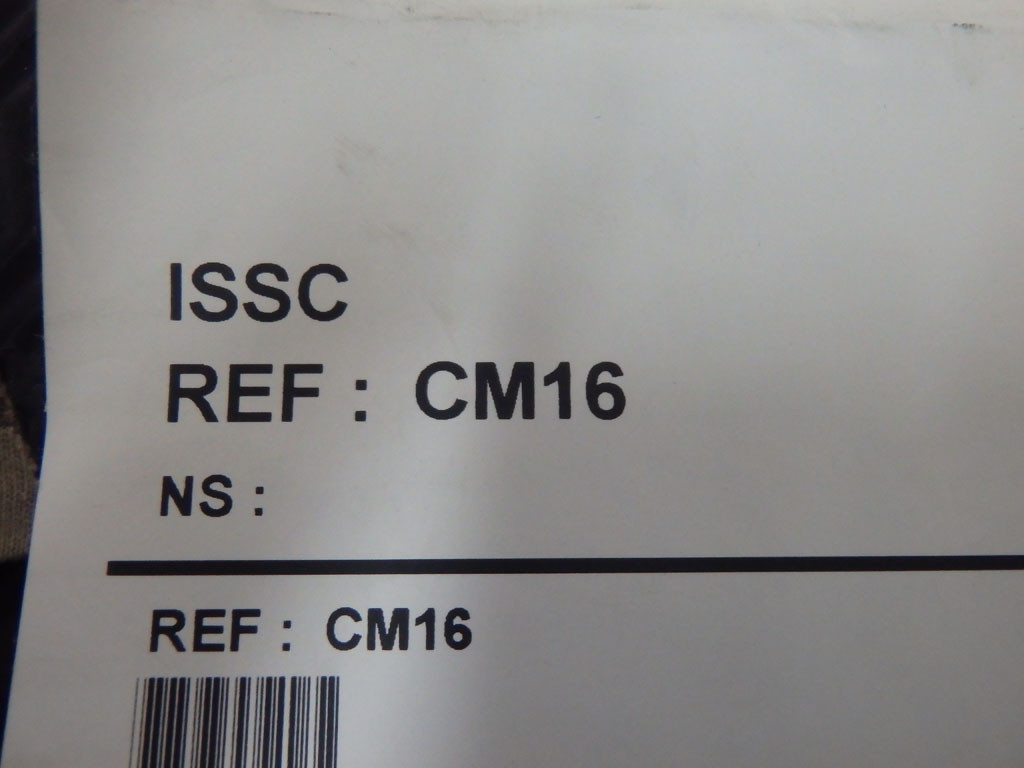 ISSC
REF : CM16
NS :
REF : CM16